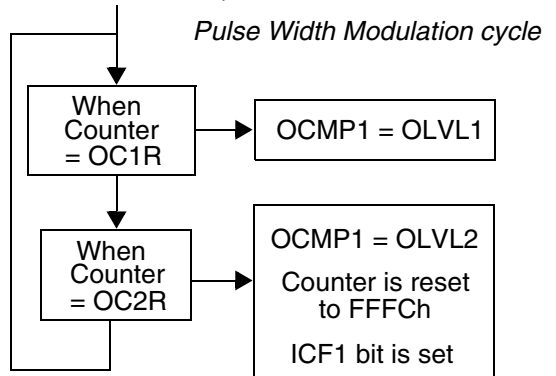 Pulse Width Modulation cycle
When
Counter
= OC1R
OCMP1 = OLVL1
When
Counter
= OC2R
OCMP1 = OLVL2
Counter is reset
to FFFCh
ICF1 bit is set